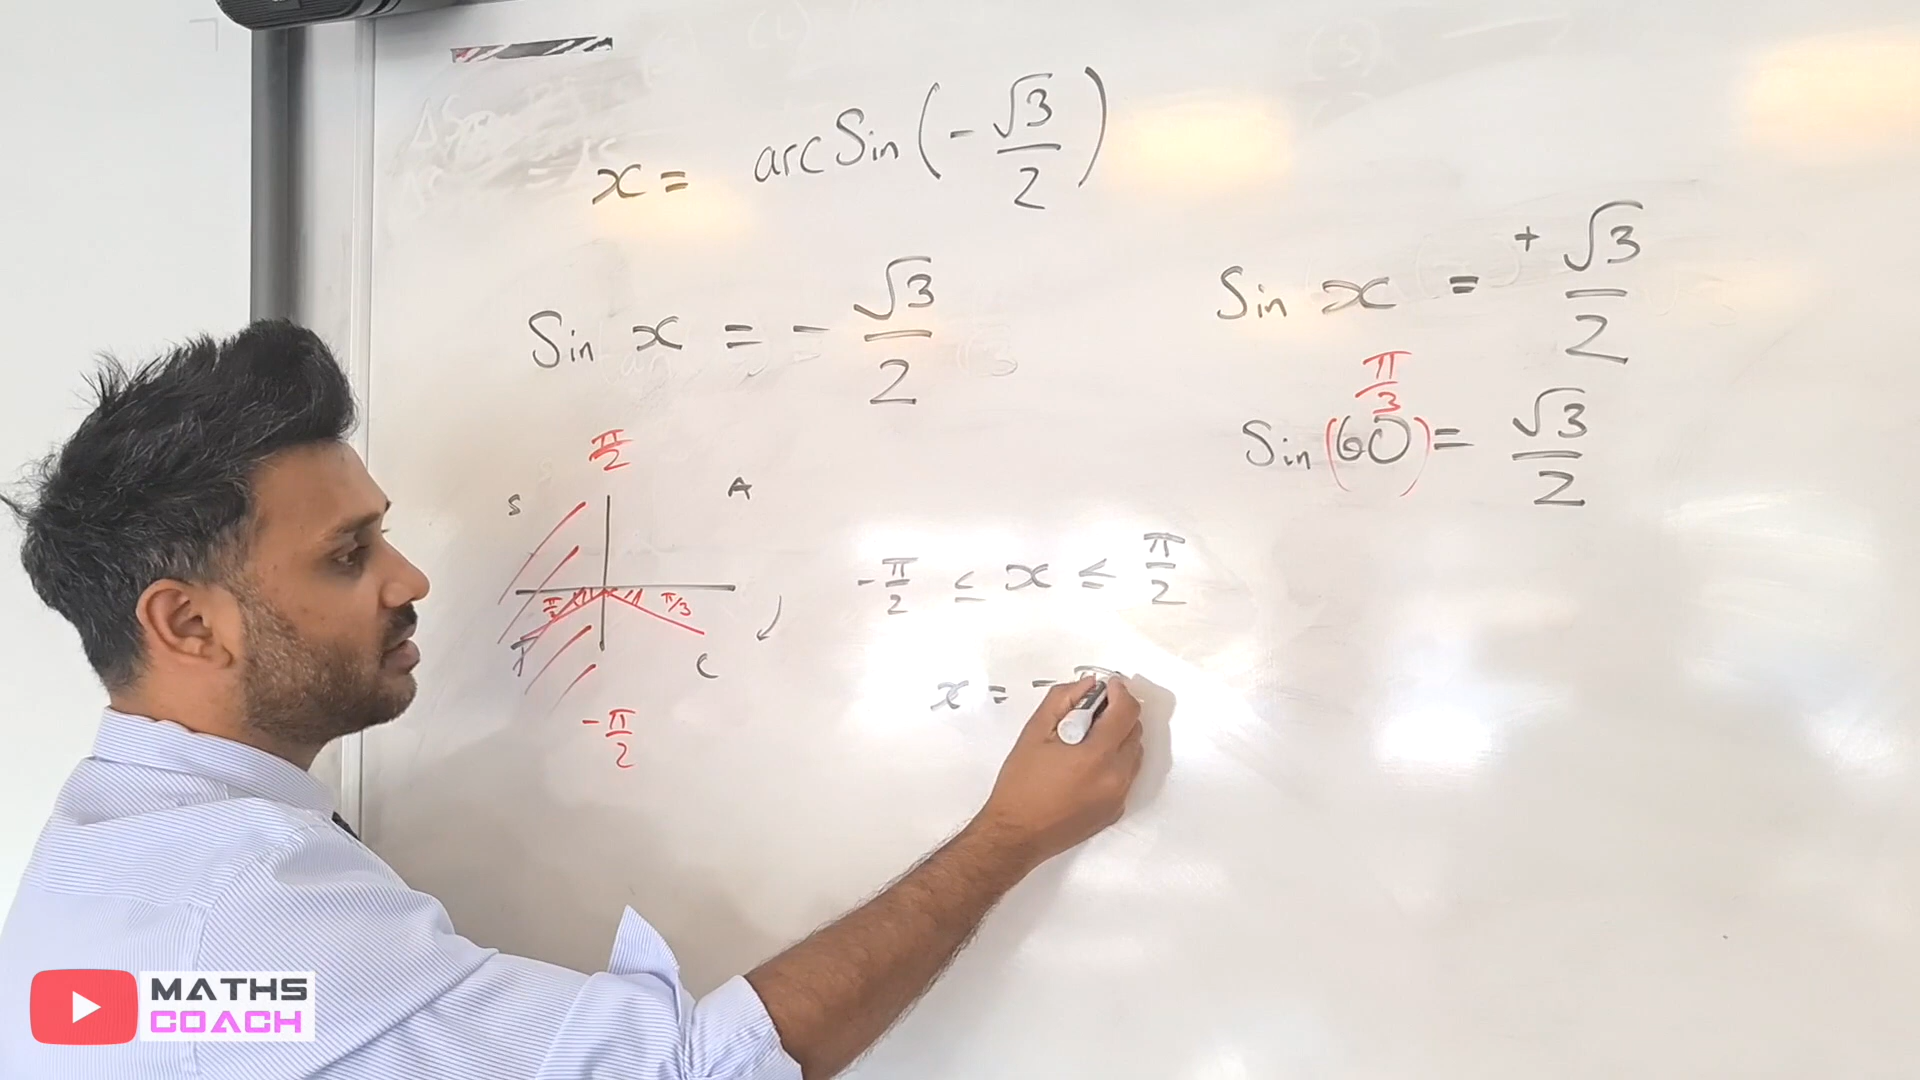 x = arcSin(-√3/2)
Sin x = -√3/2
Sin x = +√3/2
π/3
Sin(60) = √3/2
π/2
S
A
-π/2 ≤ x ≤ π/2
π/3
T
C
-π/2
x = -π
MATHS
COACH